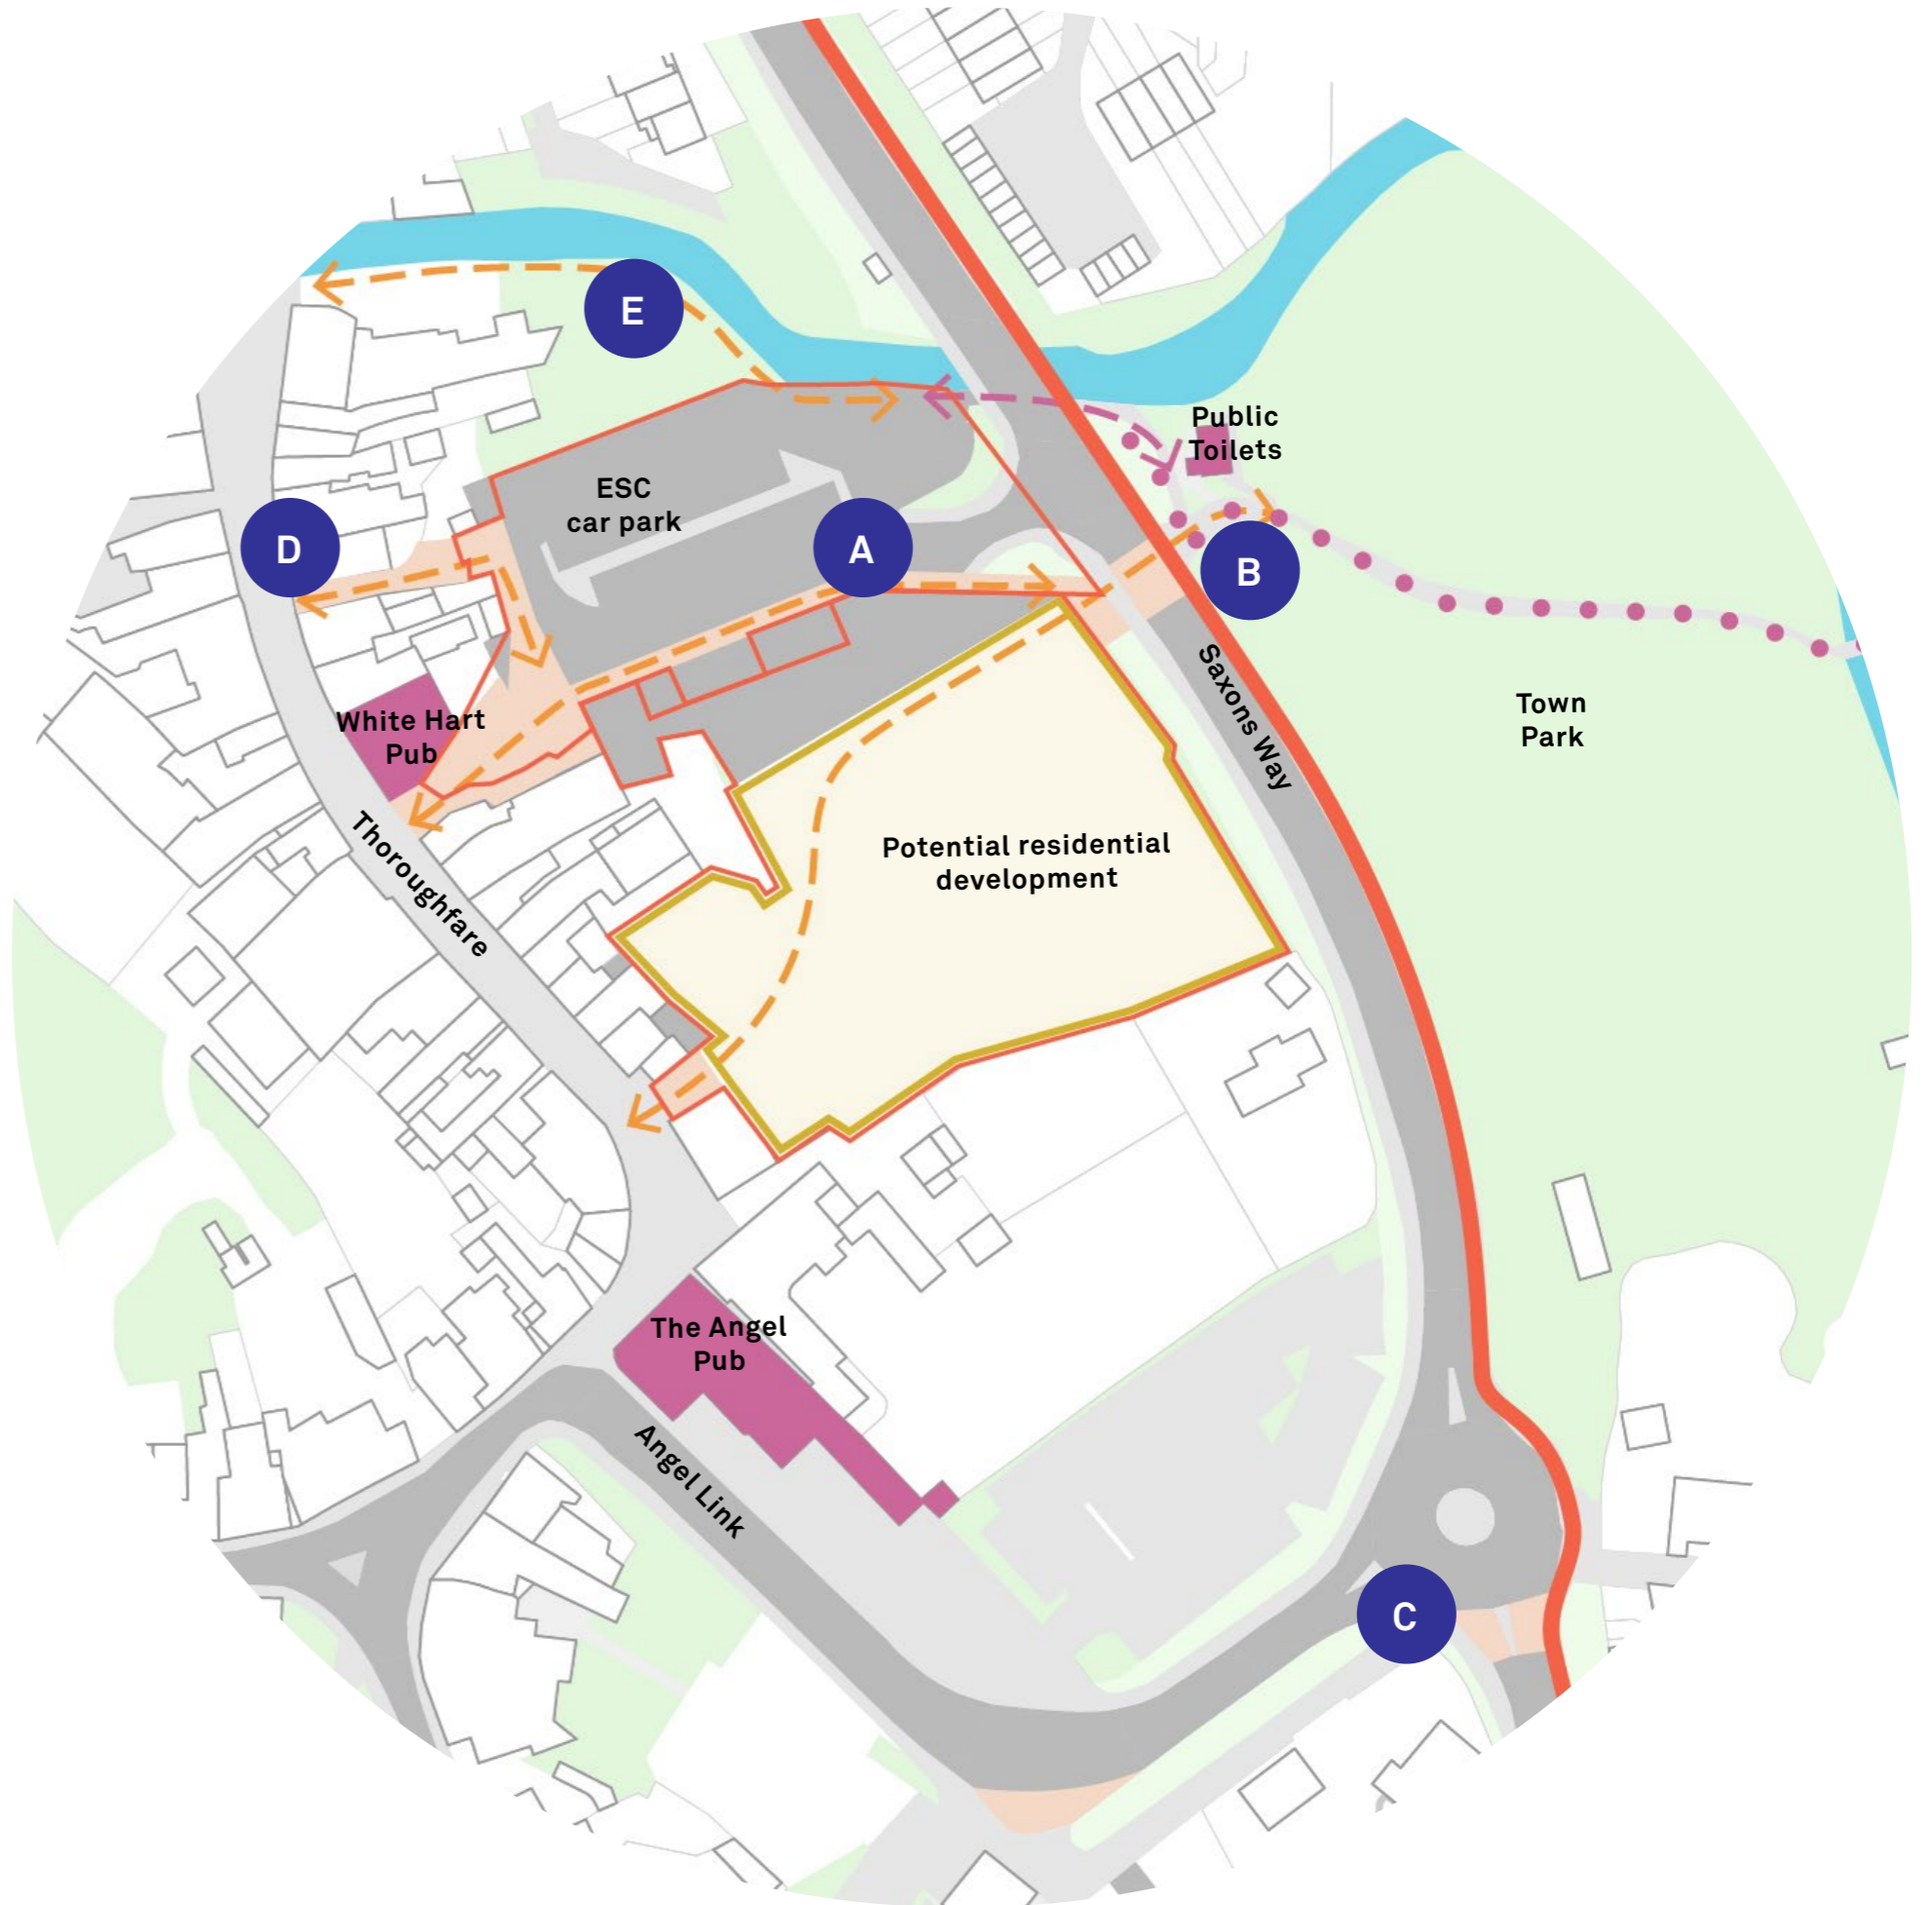 E
Public
Toilets
ESC
car park
D
A
B
Saxons Way
Town
Park
White Hart
Pub
Thoroughfare
Potential residential
development
The Angel
Pub
Angel Link
C